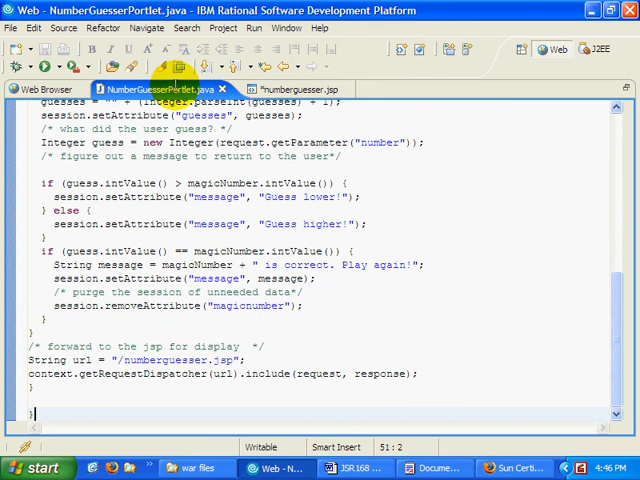 Web - NumberGuesserPortlet.java - IBM Rational Software Development Platform
File Edit Source Refactor Navigate Search Project Run Window Help
Web J2EE
Web Browser NumberGuesserPortlet.java *numberguesser.jsp
guesses = "" + (Integer.parseInt(guesses) + 1);
session.setAttribute("guesses", guesses);
/* what did the user guess? */
Integer guess = new Integer(request.getParameter("number"));
/* figure out a message to return to the user*/
if (guess.intValue() > magicNumber.intValue()) {
session.setAttribute("message", "Guess lower!");
} else {
session.setAttribute("message", "Guess higher!");
}
if (guess.intValue() == magicNumber.intValue()) {
String message = magicNumber + " is correct. Play again!";
session.setAttribute("message", message);
/* purge the session of unneeded data*/
session.removeAttribute("magicnumber");
}
}
/* forward to the jsp for display */
String url = "/numberguesser.jsp";
context.getRequestDispatcher(url).include(request, response);
}
}
Writable Smart Insert 51 : 2
start war files Web - N... JSR168 ... Docume... Sun Certi... 4:46 PM